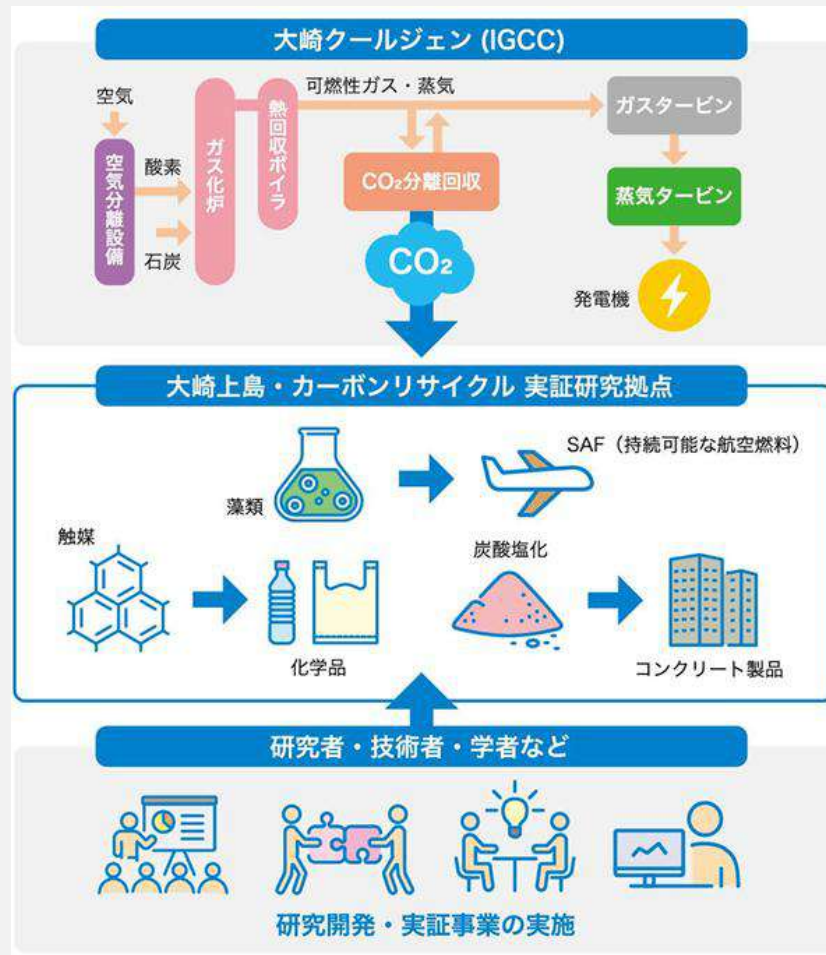 大崎クールジェン (IGCC)
空気
可燃性ガス・蒸気
空気分離設備
酸素
石炭
ガス化炉
熱回収ボイラ
CO₂分離回収
CO₂
ガスタービン
蒸気タービン
発電機
大崎上島・カーボンリサイクル 実証研究拠点
藻類
SAF（持続可能な航空燃料）
触媒
化学品
炭酸塩化
コンクリート製品
研究者・技術者・学者など
研究開発・実証事業の実施